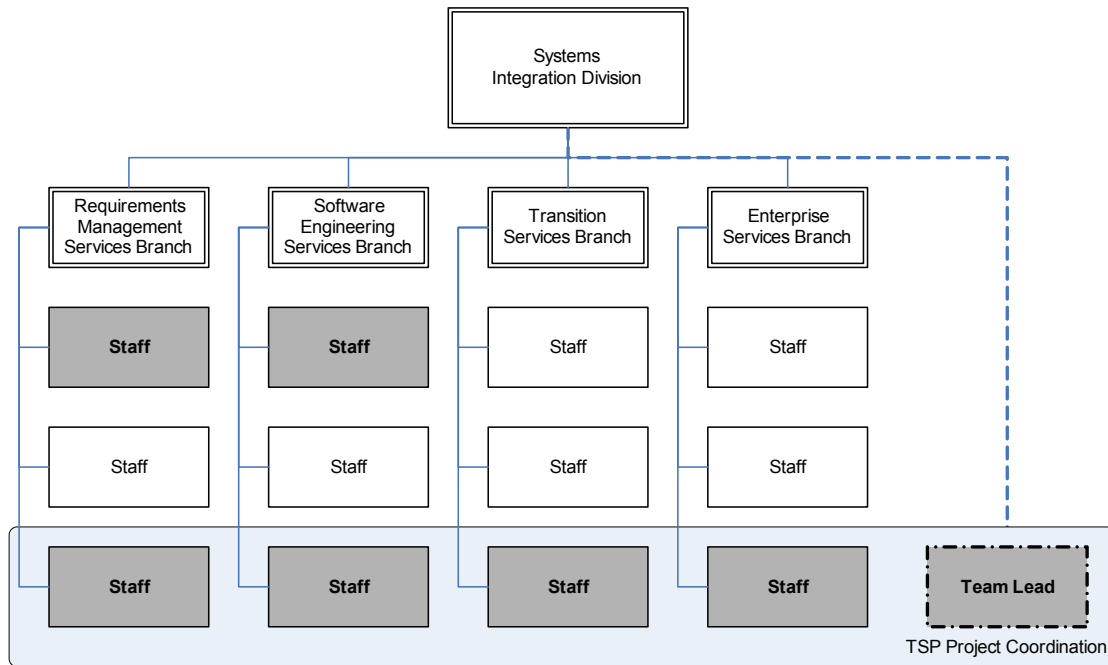 Systems
Integration Division
Requirements
Management
Services Branch
Software
Engineering
Services Branch
Transition
Services Branch
Enterprise
Services Branch
Staff
Staff
Staff
Staff
Staff
Staff
Staff
Staff
Staff
Staff
Staff
Staff
Team Lead
TSP Project Coordination